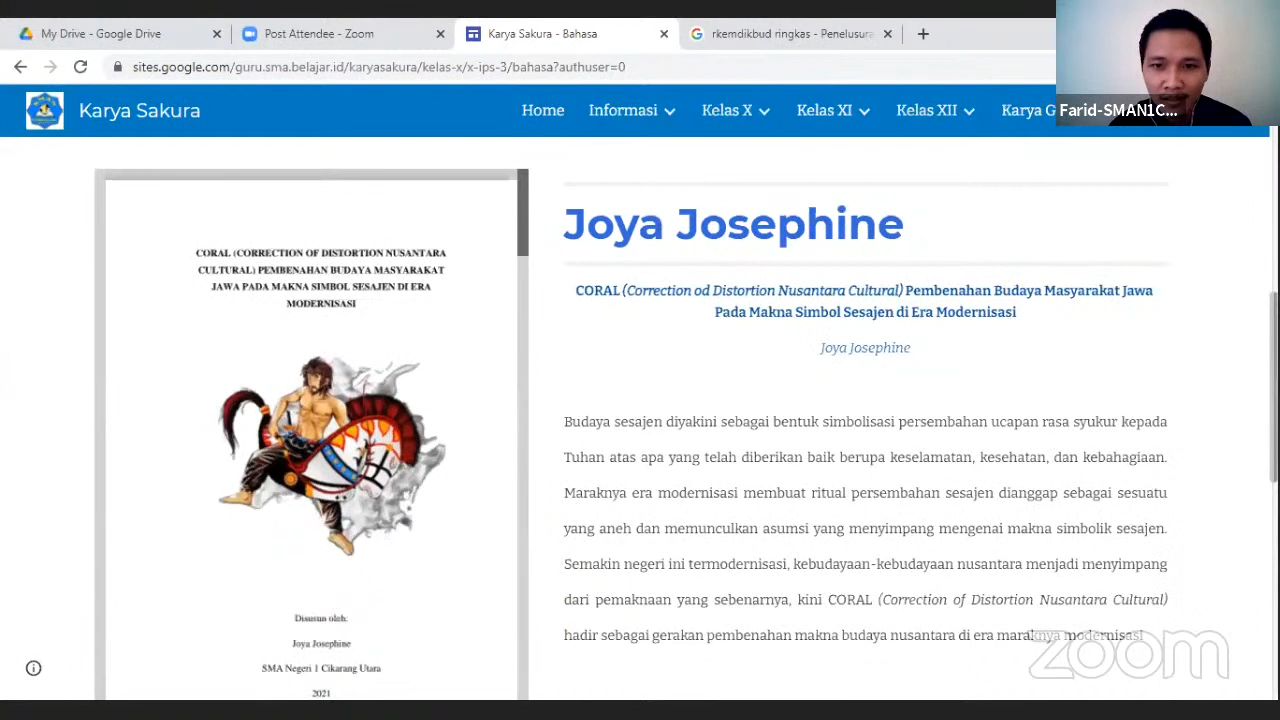 My Drive - Google Drive
Post Attendee - Zoom
Karya Sakura - Bahasa
rkemdikbud ringkas - Penelusura
sites.google.com/guru.sma.belajar.id/karyasakura/kelas-x/x-ips-3/bahasa?authuser=0
Karya Sakura
Home
Informasi
Kelas X
Kelas XI
Kelas XII
Karya G
Farid-SMAN1C...
CORAL (CORRECTION OF DISTORTION NUSANTARA
CULTURAL) PEMBENAHAN BUDAYA MASYARAKAT
JAWA PADA MAKNA SIMBOL SESAJEN DI ERA
MODERNISASI
Disusun oleh:
Joya Josephine
SMA Negeri 1 Cikarang Utara
2021
Joya Josephine
CORAL (Correction od Distortion Nusantara Cultural) Pembenahan Budaya Masyarakat Jawa
Pada Makna Simbol Sesajen di Era Modernisasi
Joya Josephine
Budaya sesajen diyakini sebagai bentuk simbolisasi persembahan ucapan rasa syukur kepada
Tuhan atas apa yang telah diberikan baik berupa keselamatan, kesehatan, dan kebahagiaan.
Maraknya era modernisasi membuat ritual persembahan sesajen dianggap sebagai sesuatu
yang aneh dan memunculkan asumsi yang menyimpang mengenai makna simbolik sesajen.
Semakin negeri ini termodernisasi, kebudayaan-kebudayaan nusantara menjadi menyimpang
dari pemaknaan yang sebenarnya, kini CORAL (Correction of Distortion Nusantara Cultural)
hadir sebagai gerakan pembenahan makna budaya nusantara di era maraknya modernisasi
zoom